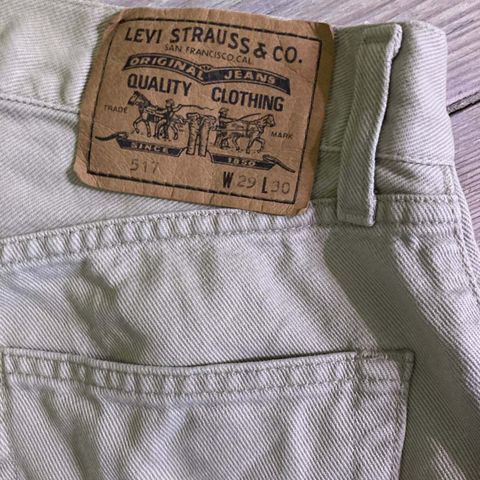 LEVI STRAUSS & CO.
SAN FRANCISCO, CAL
ORIGINAL JEANS
QUALITY CLOTHING
TRADE MARK
SINCE 1850
517 W 29 L 30